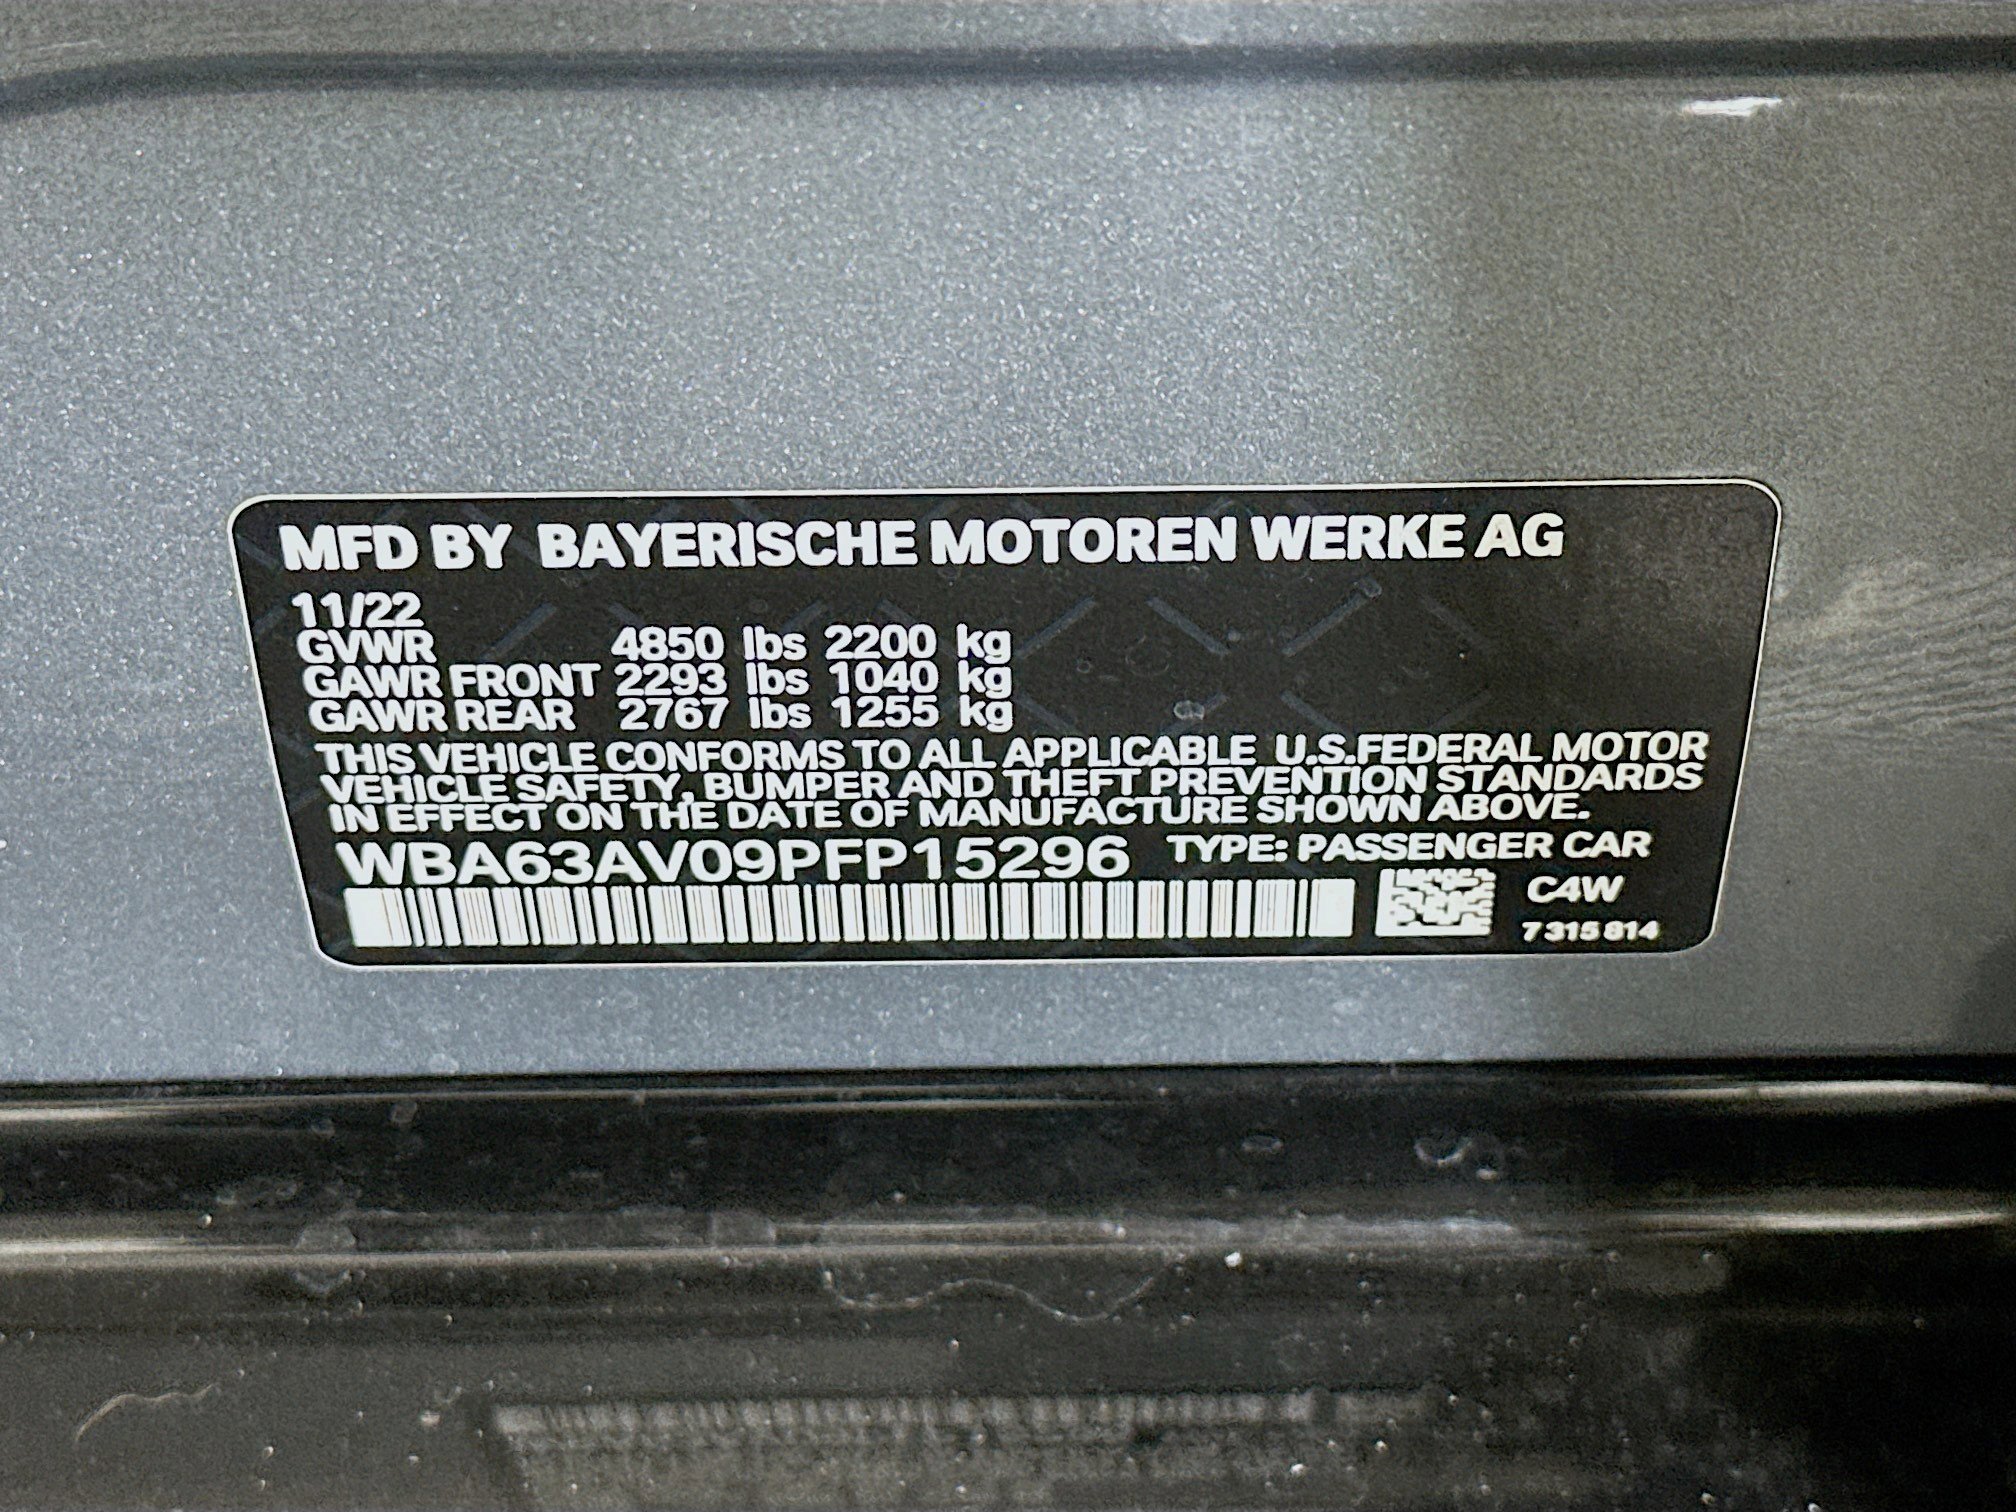 MFD BY BAYERISCHE MOTOREN WERKE AG
11/22
GVWR 4850 lbs 2200 kg
GAWR FRONT 2293 lbs 1040 kg
GAWR REAR 2767 lbs 1255 kg
THIS VEHICLE CONFORMS TO ALL APPLICABLE U.S.FEDERAL MOTOR
VEHICLE SAFETY, BUMPER AND THEFT PREVENTION STANDARDS
IN EFFECT ON THE DATE OF MANUFACTURE SHOWN ABOVE.
WBA63AV09PFP15296 TYPE: PASSENGER CAR
C4W
7 315 814